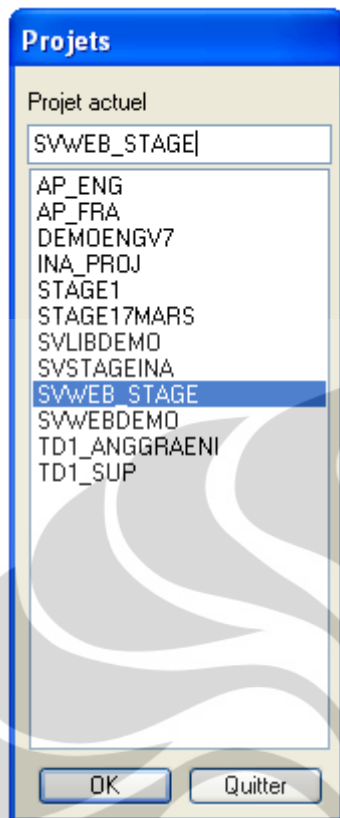 Projets
Projet actuel
SVWEB_STAGE
AP_ENG
AP_FRA
DEMOENGV7
INA_PROJ
STAGE1
STAGE17MARS
SVLIBDEMO
SVSTAGEINA
SVWEB_STAGE
SVWEBDEMO
TD1_ANGGRAENI
TD1_SUP
OK
Quitter